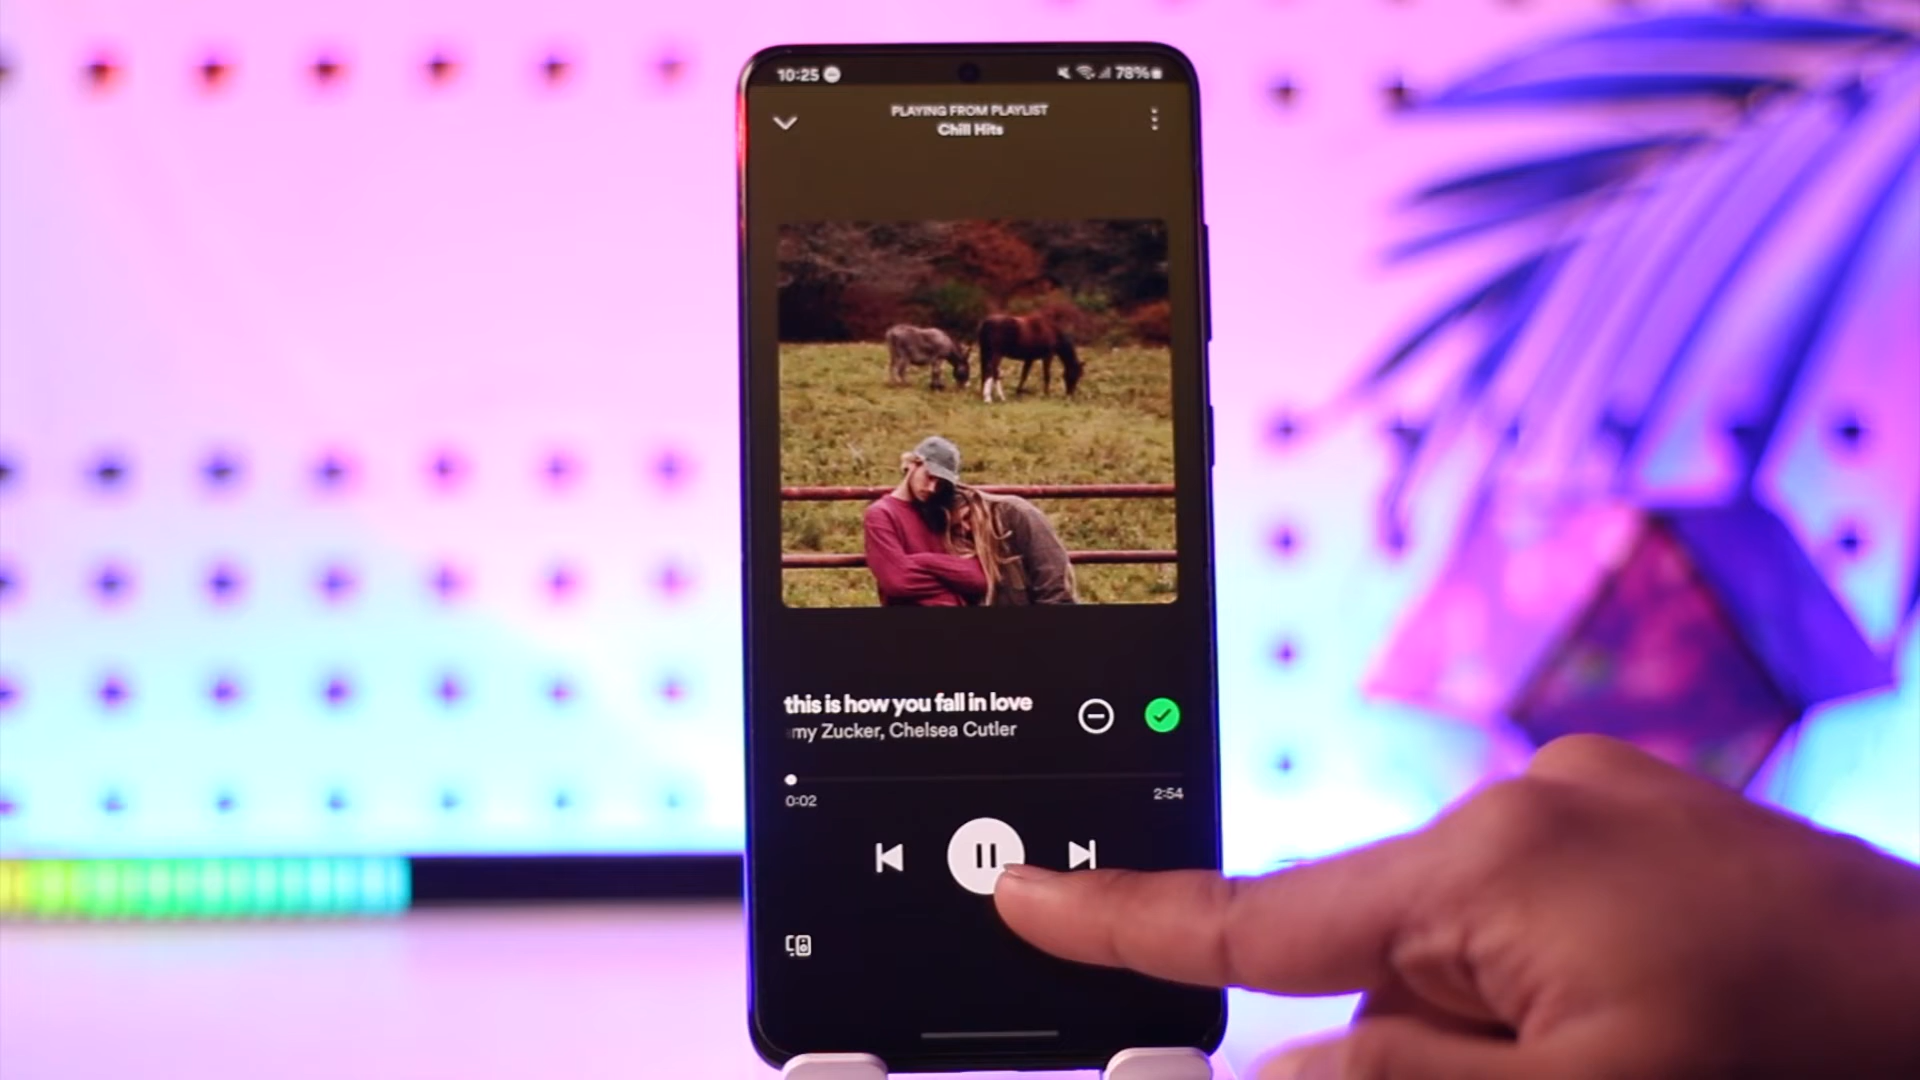 10:25 78%
PLAYING FROM PLAYLIST
Chill Hits
this is how you fall in love
my Zucker, Chelsea Cutler
0:02 2:54